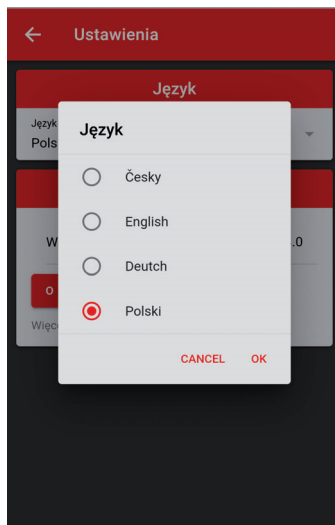 Ustawienia
Język
Język
Pols
Język
Česky
English
Deutch
Polski
W
.0
O
Więc
CANCEL
OK